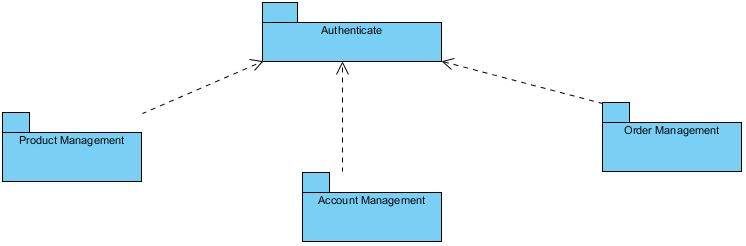 Authenticate
Product Management
Order Management
Account Management